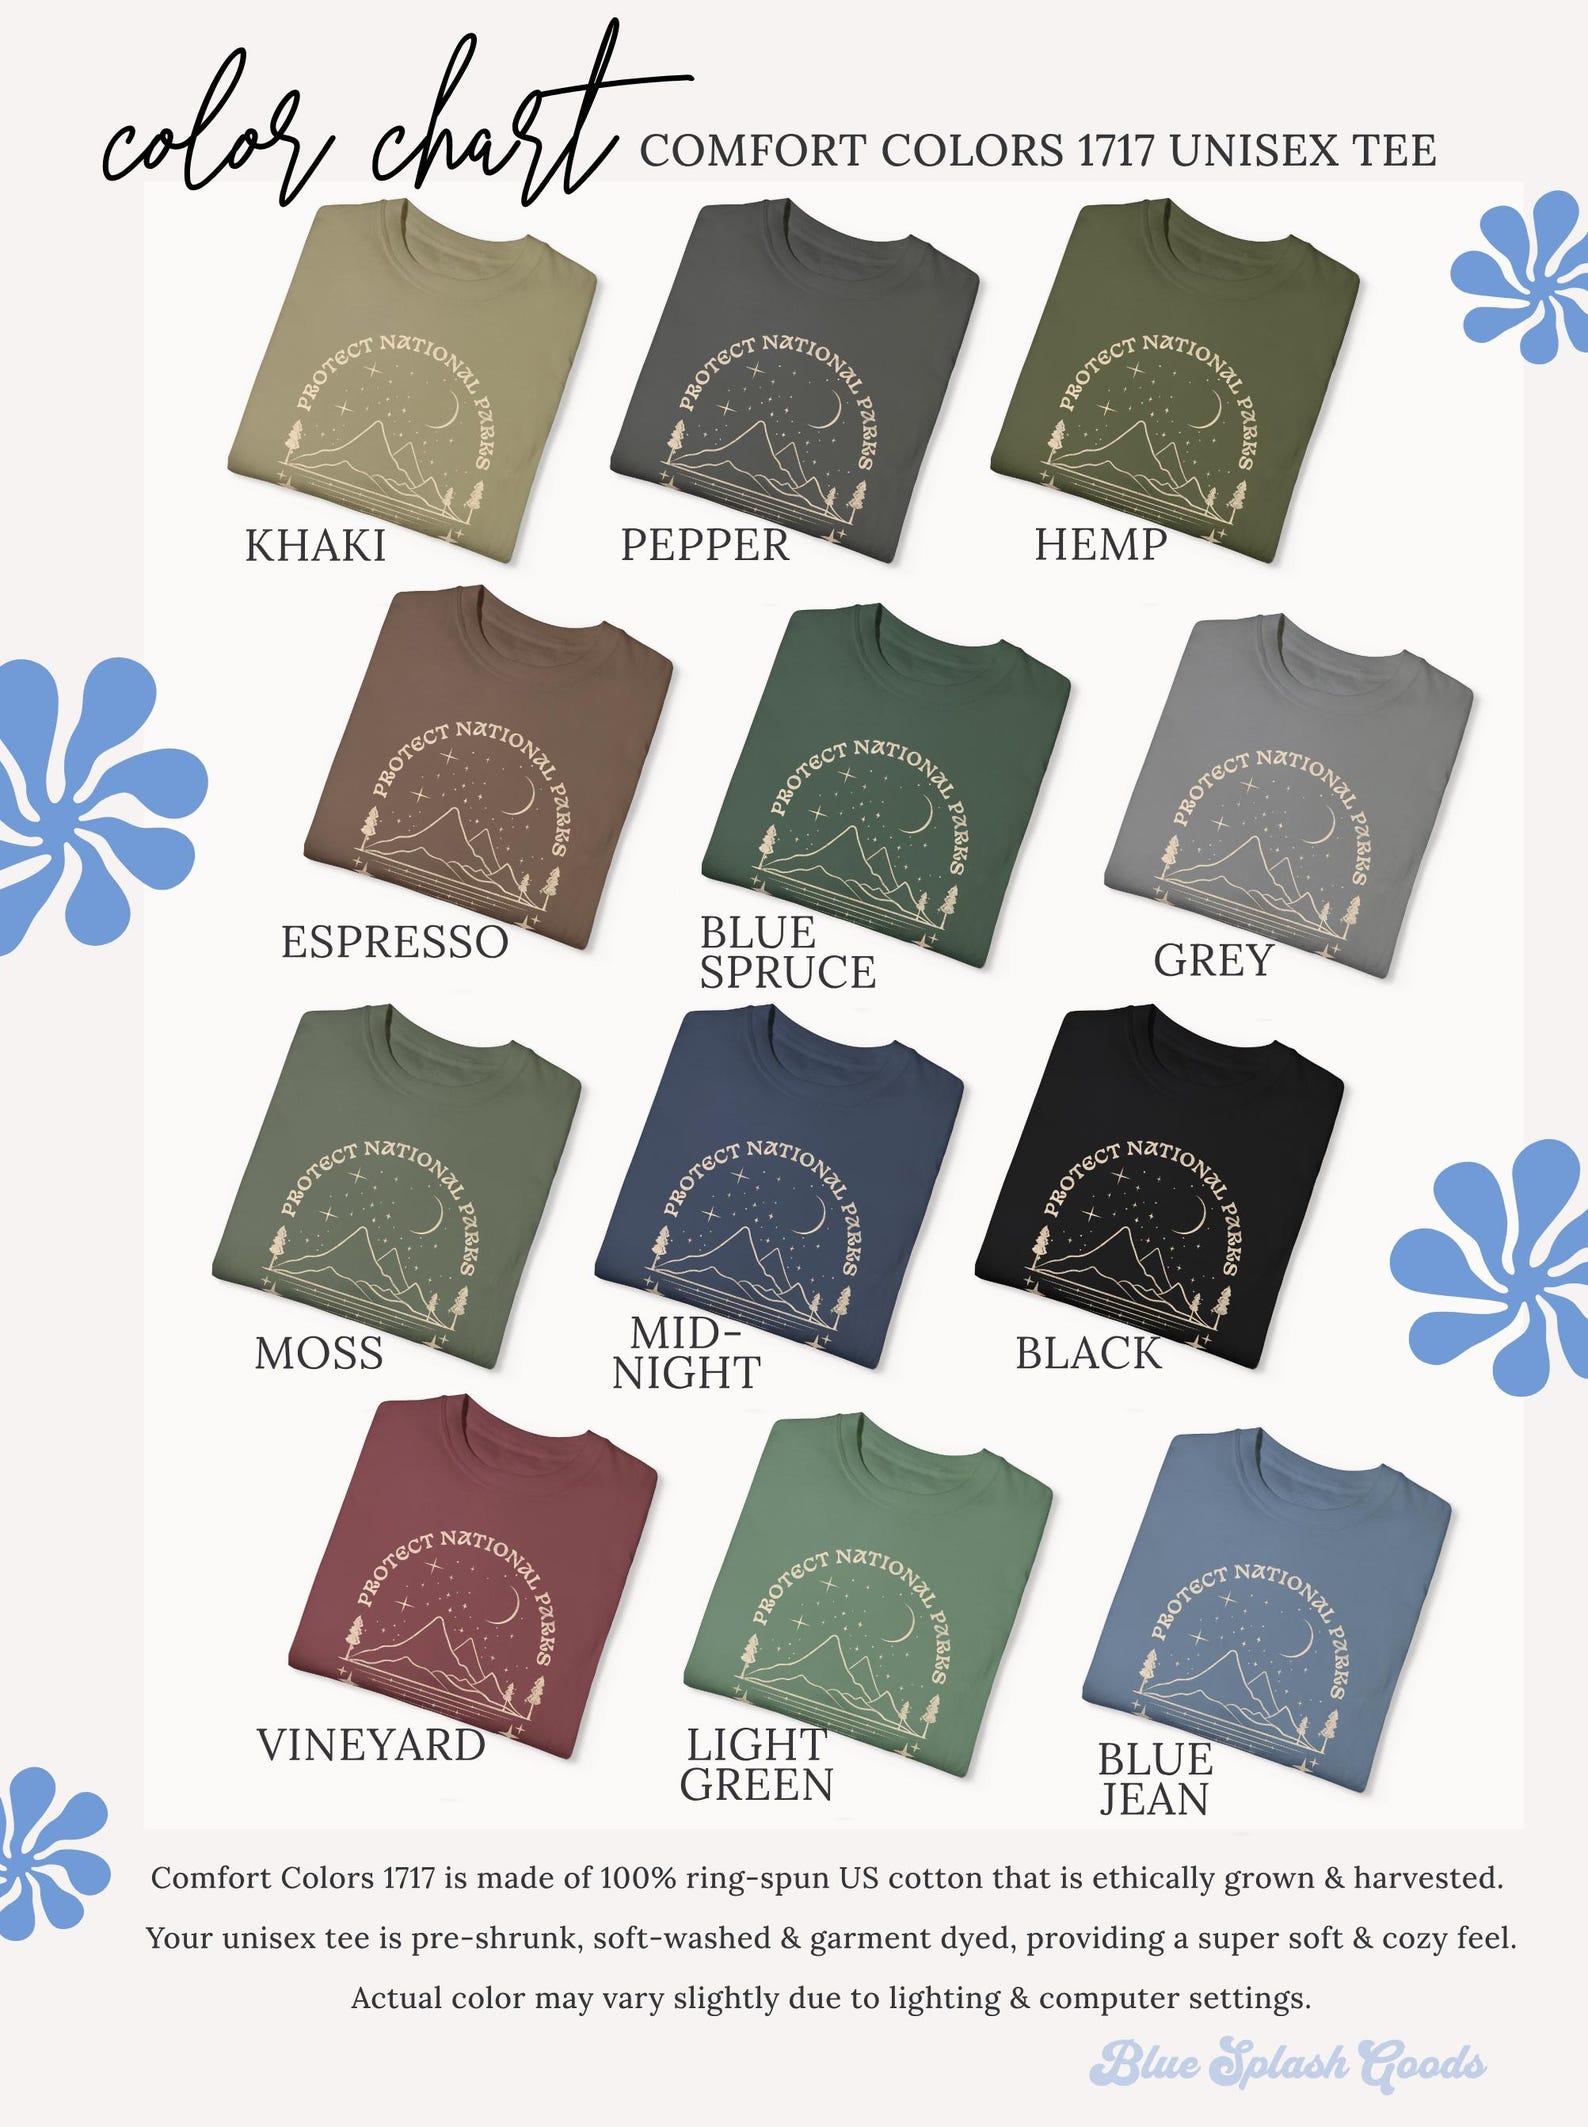 color chart COMFORT COLORS 1717 UNISEX TEE
PROTECT NATIONAL PARKS
PROTECT NATIONAL PARKS
PROTECT NATIONAL PARKS
KHAKI
PEPPER
HEMP
PROTECT NATIONAL PARKS
PROTECT NATIONAL PARKS
PROTECT NATIONAL PARKS
ESPRESSO
BLUE
SPRUCE
GREY
PROTECT NATIONAL PARKS
PROTECT NATIONAL PARKS
PROTECT NATIONAL PARKS
MOSS
MID-
NIGHT
BLACK
PROTECT NATIONAL PARKS
PROTECT NATIONAL PARKS
PROTECT NATIONAL PARKS
VINEYARD
LIGHT
GREEN
BLUE
JEAN
Comfort Colors 1717 is made of 100% ring-spun US cotton that is ethically grown & harvested.
Your unisex tee is pre-shrunk, soft-washed & garment dyed, providing a super soft & cozy feel.
Actual color may vary slightly due to lighting & computer settings.
Blue Splash Goods